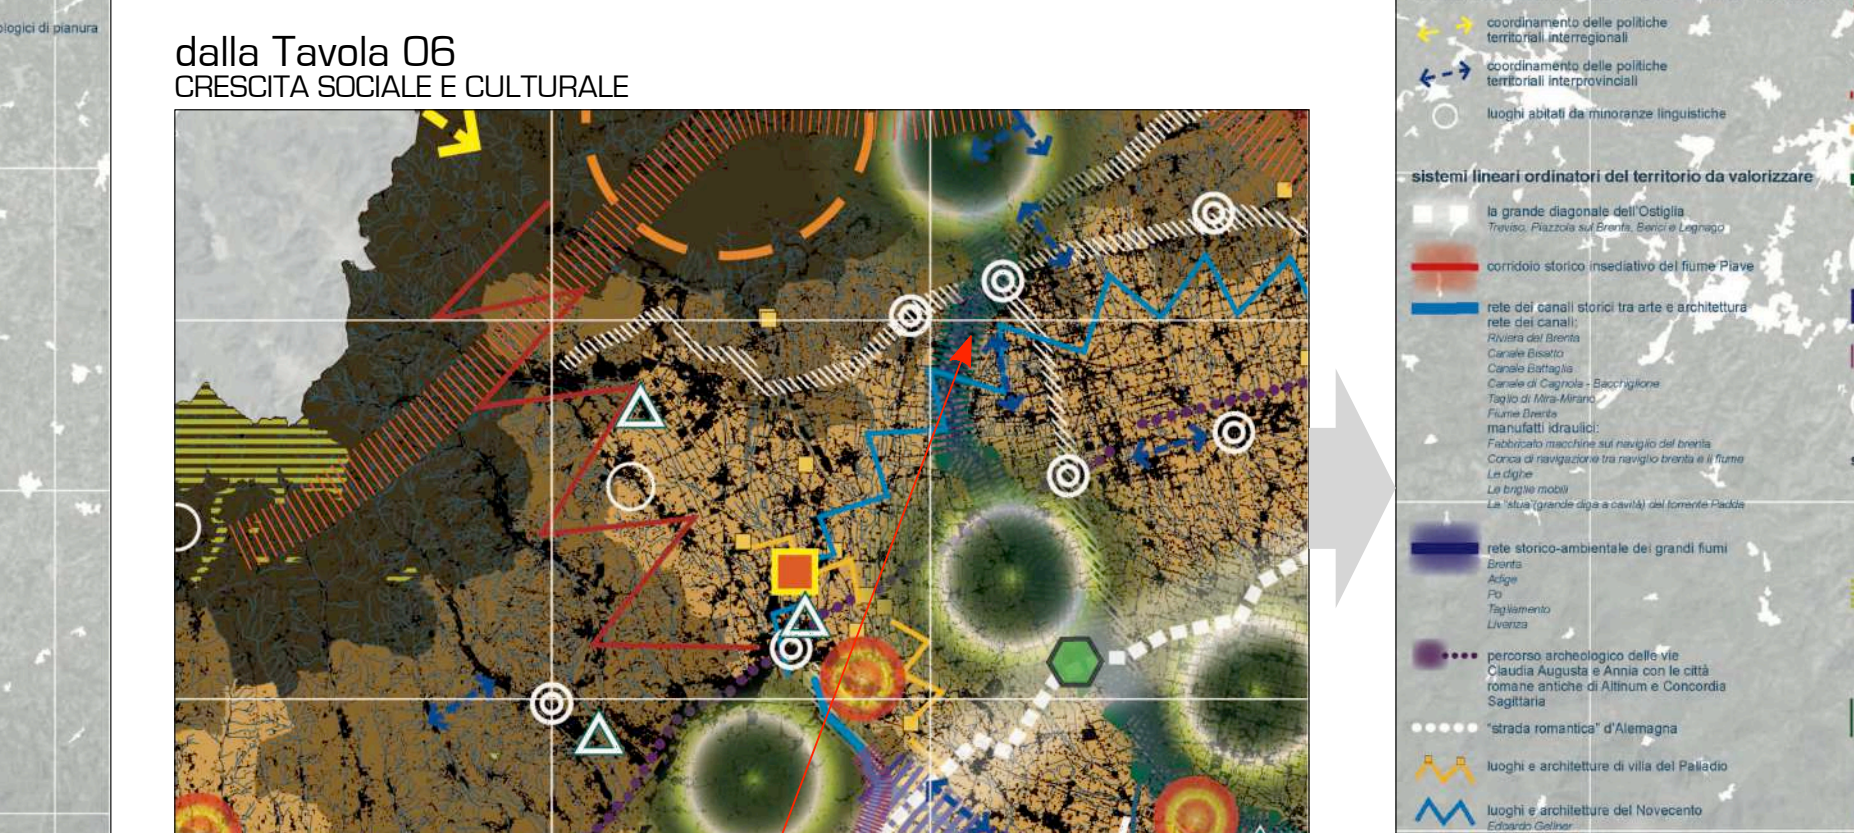 ologici di pianura
dalla Tavola 06
CRESCITA SOCIALE E CULTURALE
coordinamento delle politiche
territoriali interregionali
coordinamento delle politiche
territoriali interprovinciali
luoghi abitati da minoranze linguistiche
sistemi lineari ordinatori del territorio da valorizzare
la grande diagonale dell'Ostiglia
Treviso, Piazzola sul Brenta, Berici e Legnago
corridoio storico insediativo del fiume Piave
rete dei canali storici tra arte e architettura
rete dei canali:
Riviera del Brenta
Canale Bisatto
Canale Battaglia
Canale di Cagnola - Bacchiglione
Taglio di Mira-Mirano
Fiume Brenta
manufatti idraulici:
Fabbricato macchine sul naviglio del brenta
Conca di navigazione tra naviglio brenta e il fiume
Le dighe
Le briglie mobili
La "stua"(grande diga a cavità) del torrente Padda
rete storico-ambientale dei grandi fiumi
Brenta
Adige
Po
Tagliamento
Livenza
percorso archeologico delle vie
Claudia Augusta e Annia con le città
romane antiche di Altinum e Concordia
Sagittaria
"strada romantica" d'Alemagna
luoghi e architetture di villa del Palladio
luoghi e architetture del Novecento
Edoardo Gellner